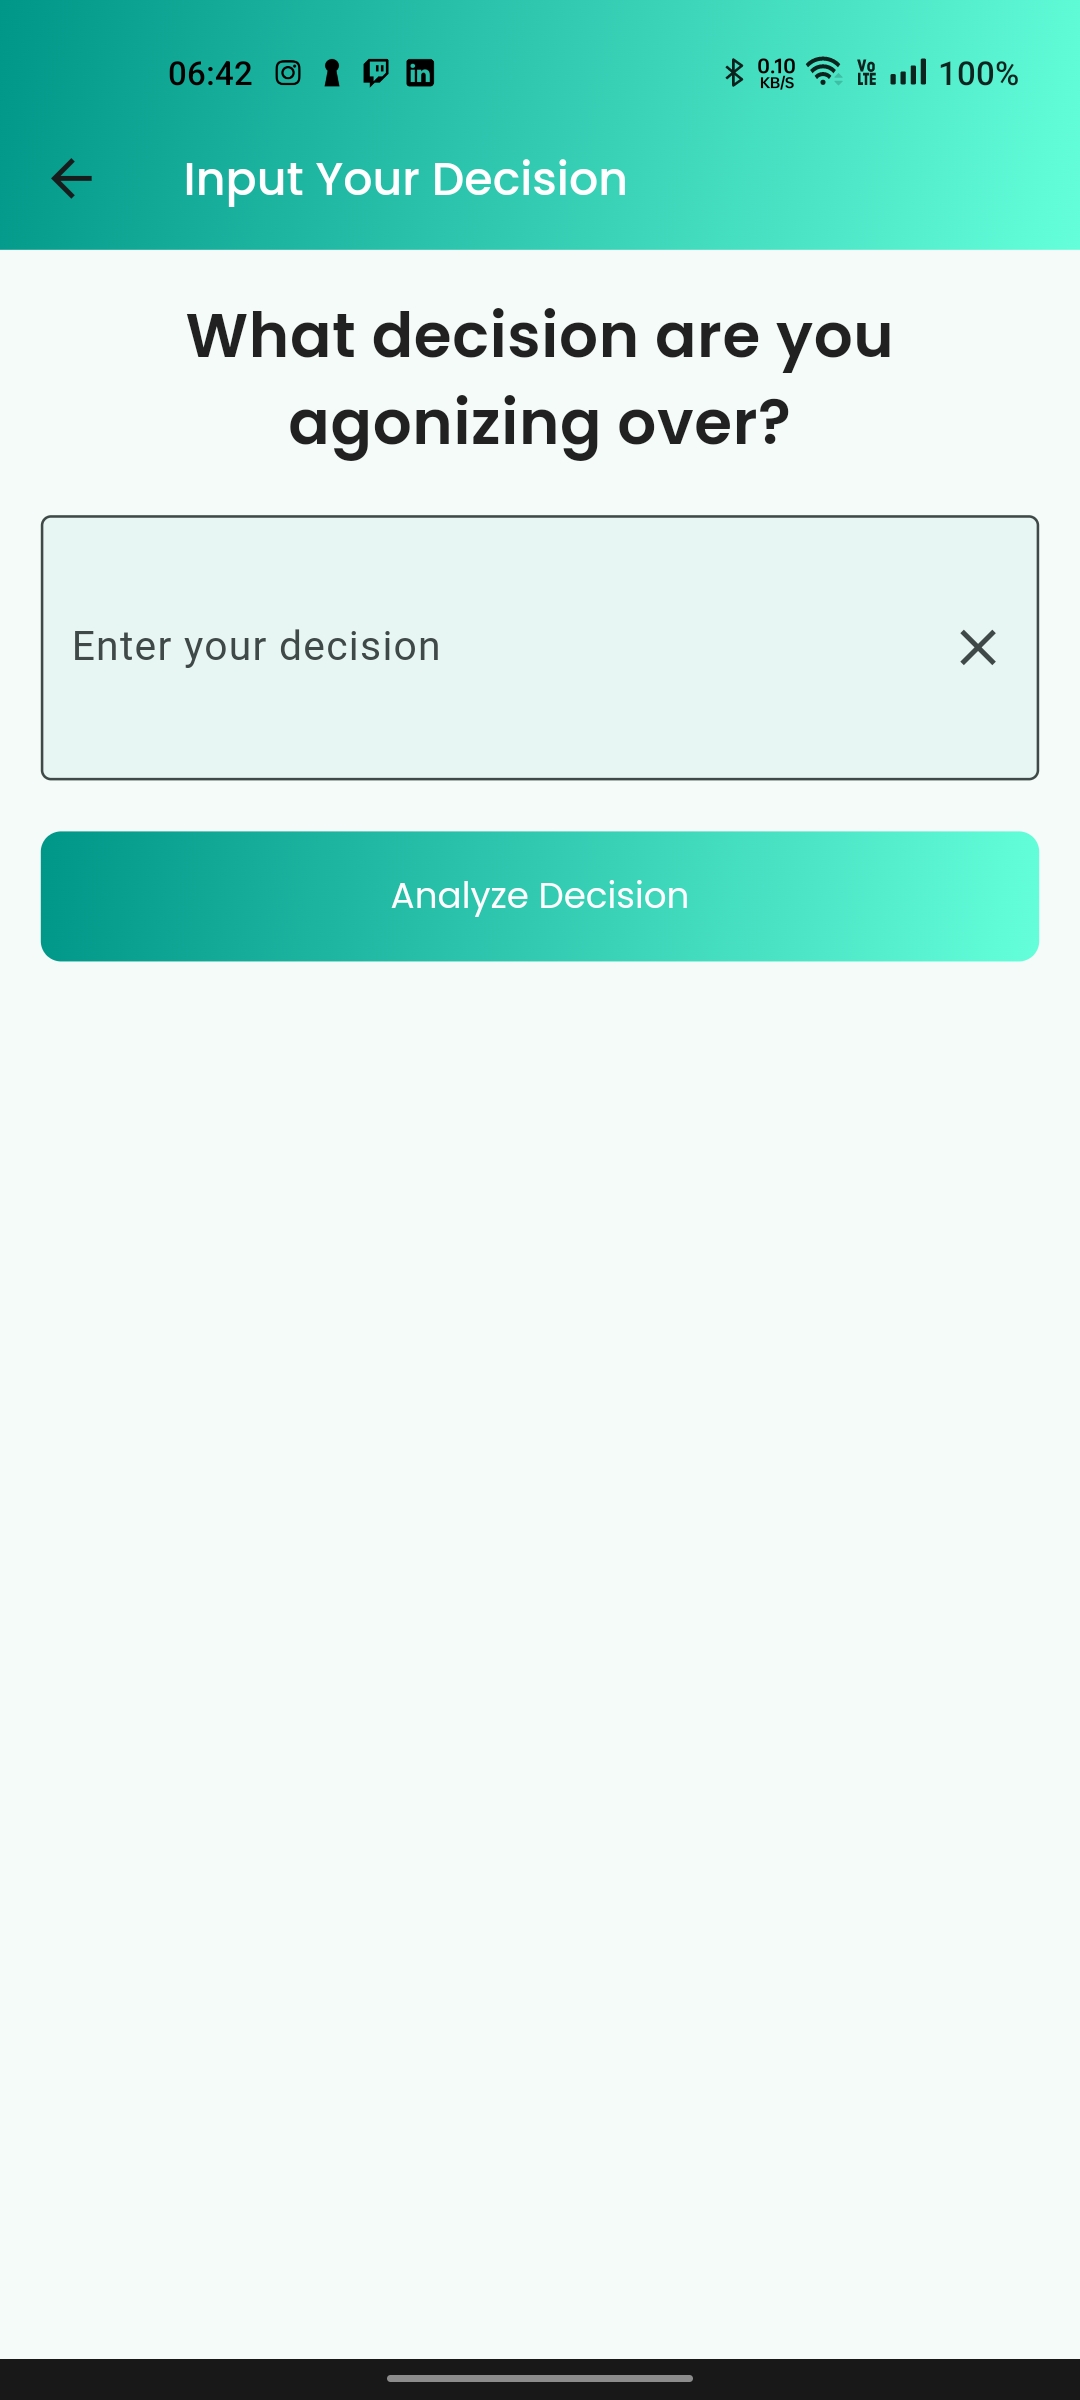 06:42
0.10
KB/S
Vo
LTE
100%
Input Your Decision
What decision are you
agonizing over?
Enter your decision
Analyze Decision